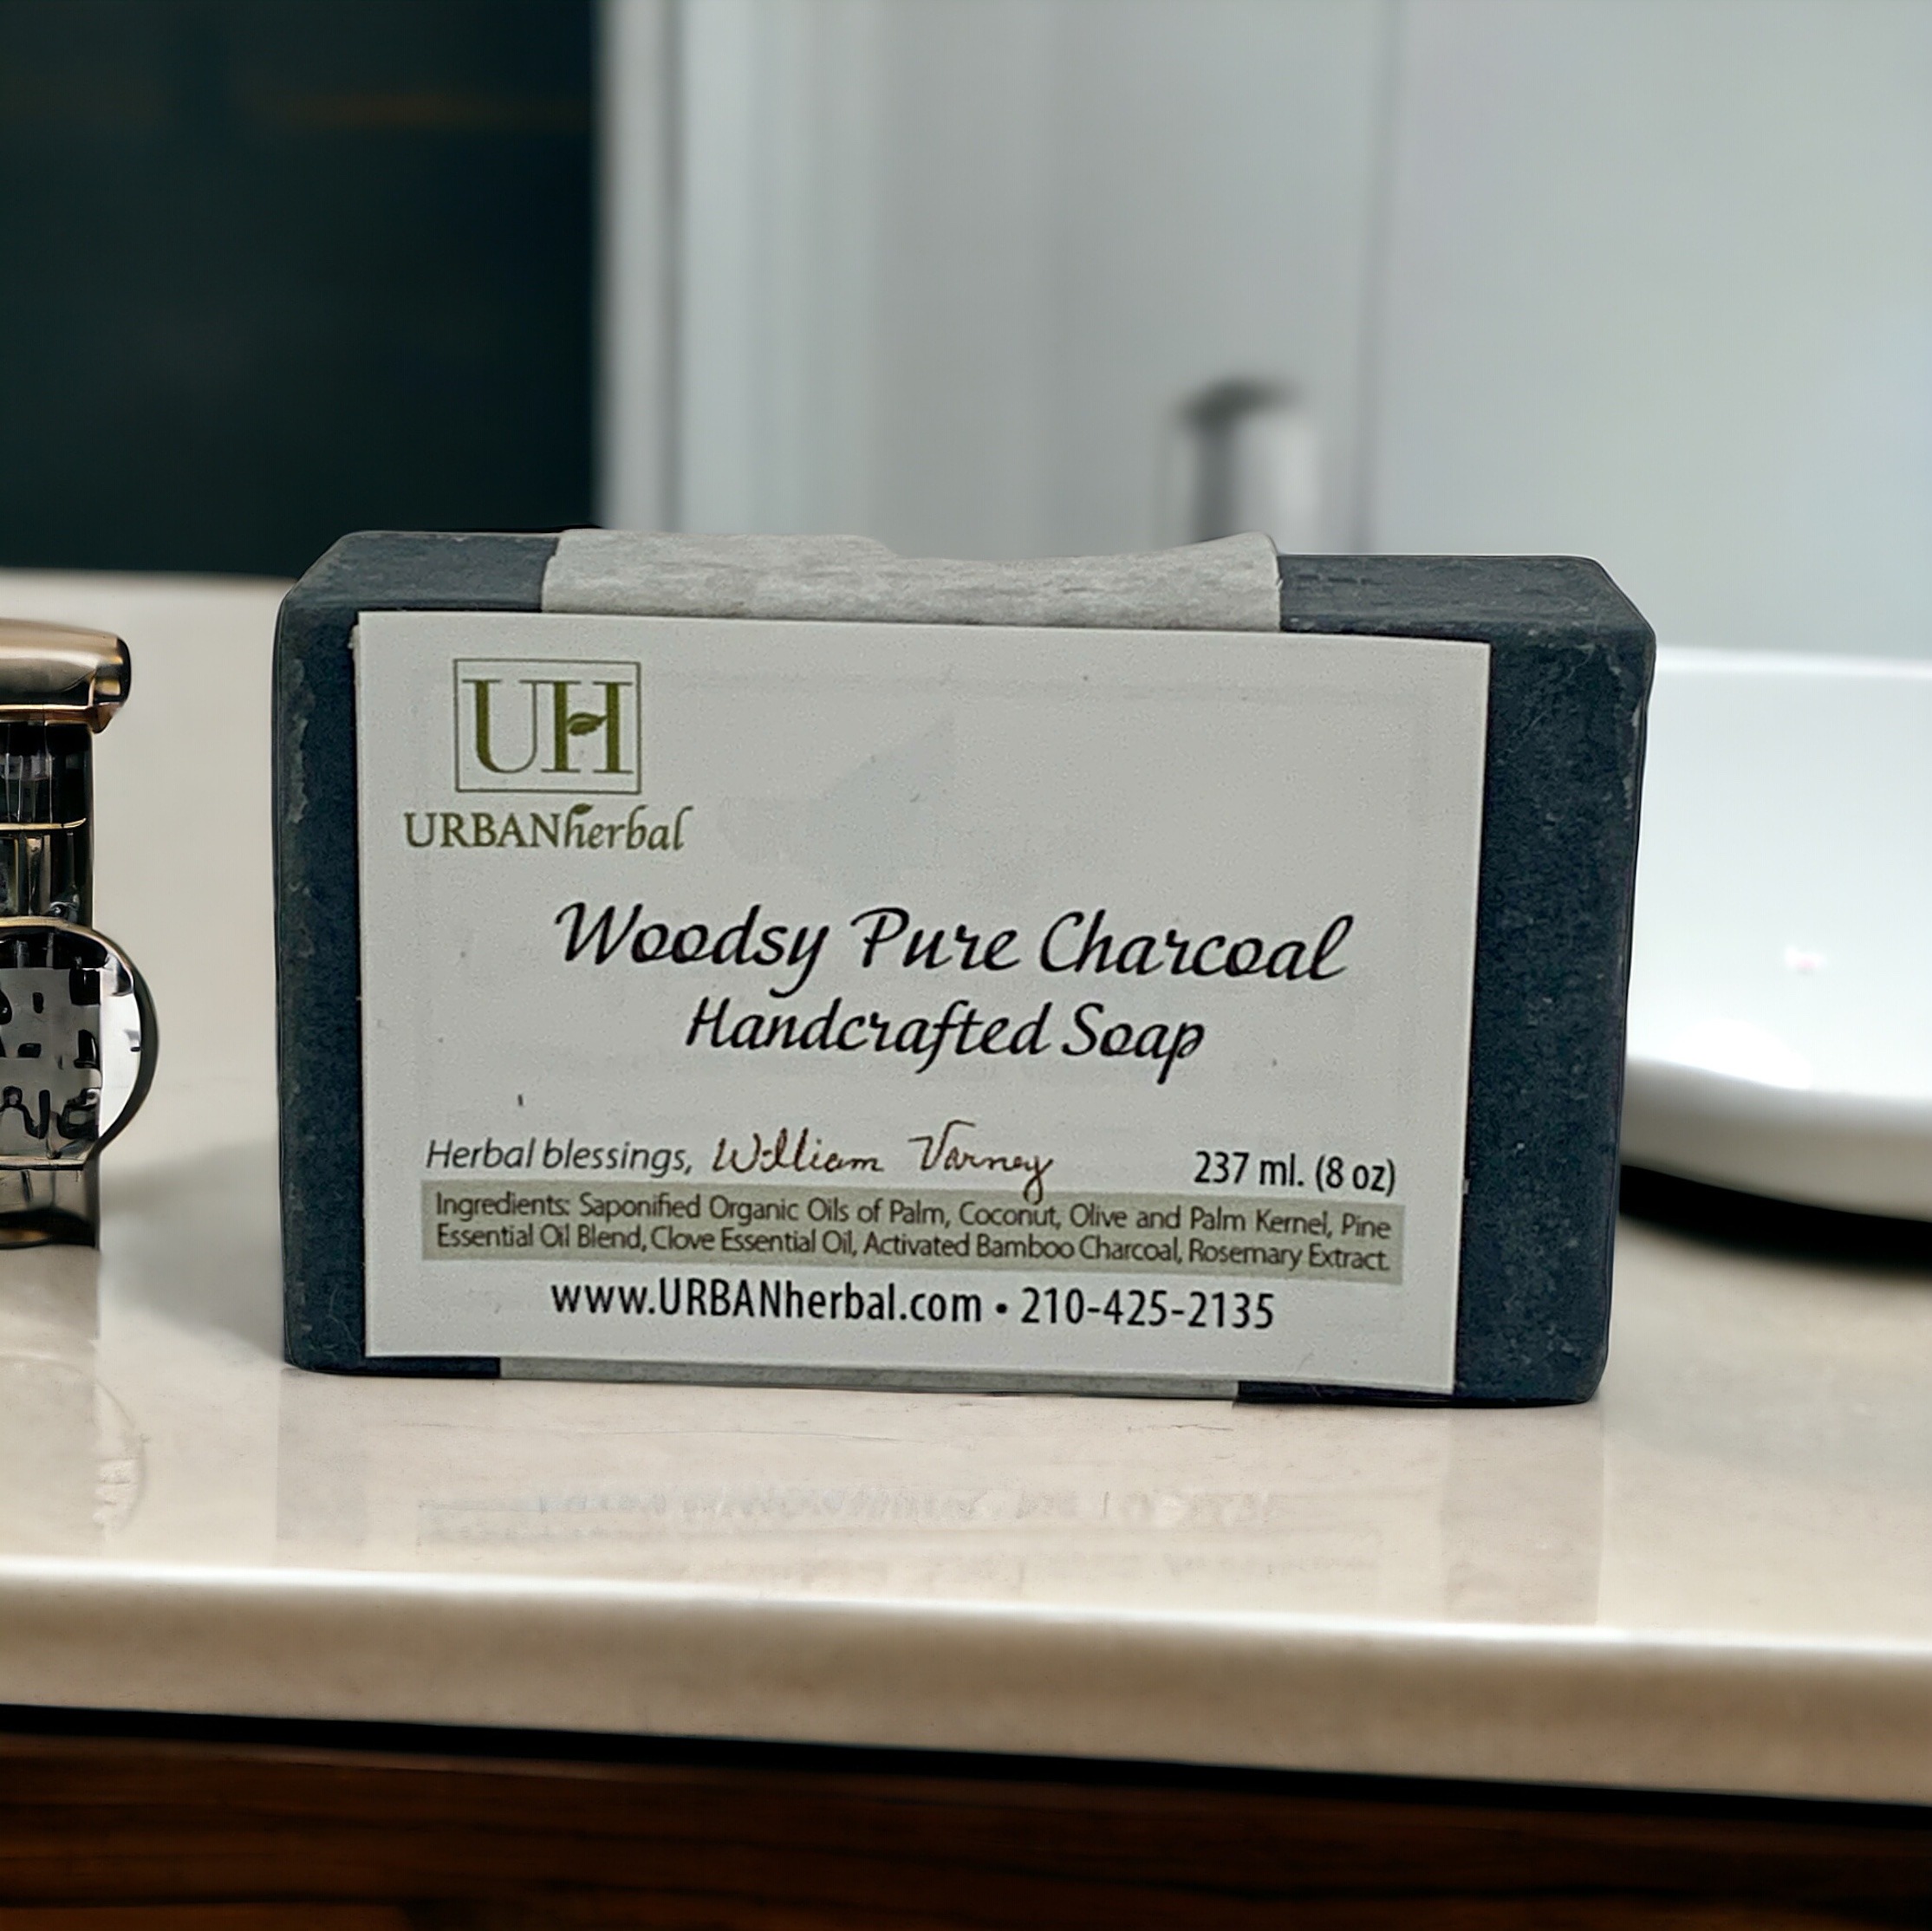 UH
URBANherbal
Woodsy Pure Charcoal
Handcrafted Soap
Herbal blessings, William Varney
237 ml. (8 oz)
Ingredients: Saponified Organic Oils of Palm, Coconut, Olive and Palm Kernel, Pine
Essential Oil Blend, Clove Essential Oil, Activated Bamboo Charcoal, Rosemary Extract.
www.URBANherbal.com • 210-425-2135